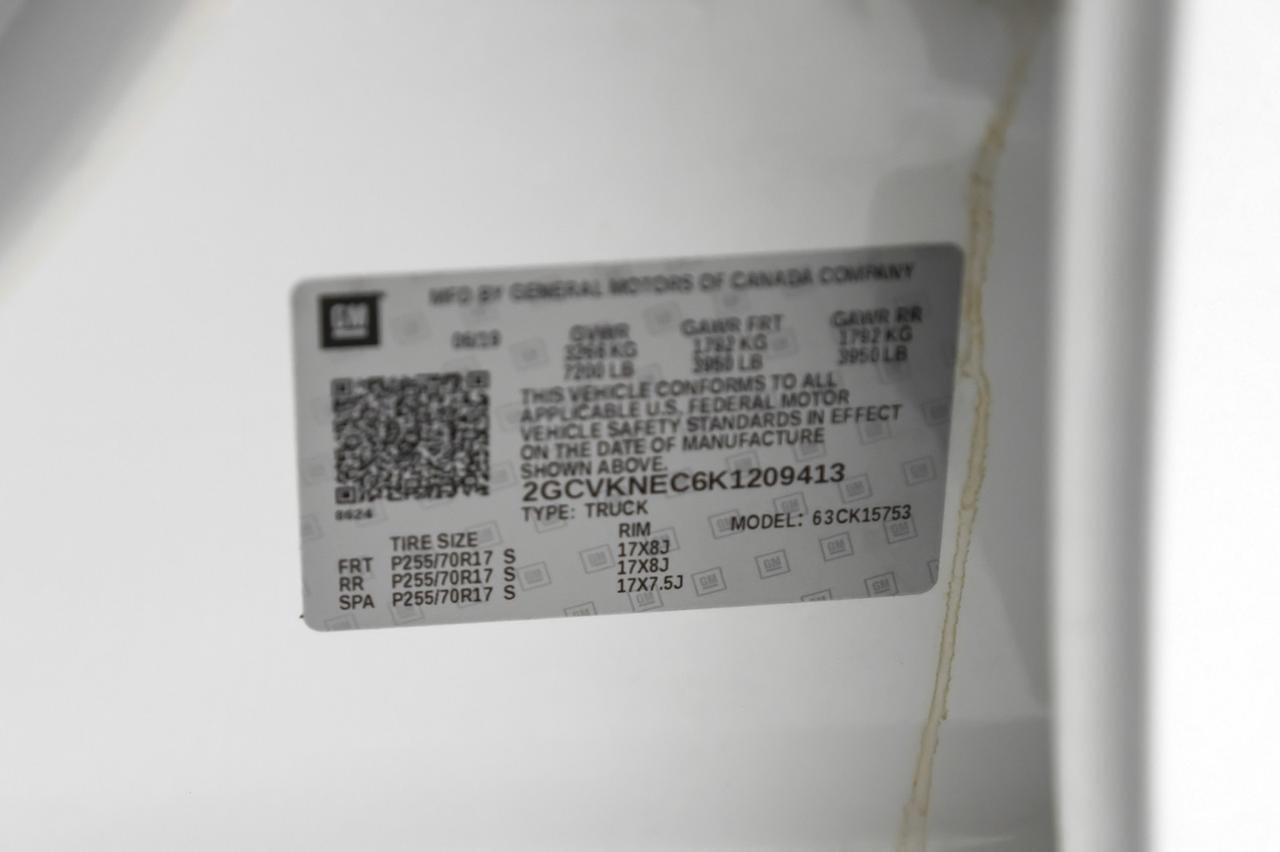 GM
MFD BY GENERAL MOTORS OF CANADA COMPANY
GVWR GAWR FRT GAWR RR
KG 1792 KG 1792 KG
7200 LB 3950 LB 3950 LB
THIS VEHICLE CONFORMS TO ALL
APPLICABLE U.S. FEDERAL MOTOR
VEHICLE SAFETY STANDARDS IN EFFECT
ON THE DATE OF MANUFACTURE
SHOWN ABOVE.
2GCVKNEC6K1209413
8624
TYPE: TRUCK MODEL: 63CK15753
TIRE SIZE RIM
FRT P255/70R17 S 17X8J
RR P255/70R17 S 17X8J
SPA P255/70R17 S 17X7.5J